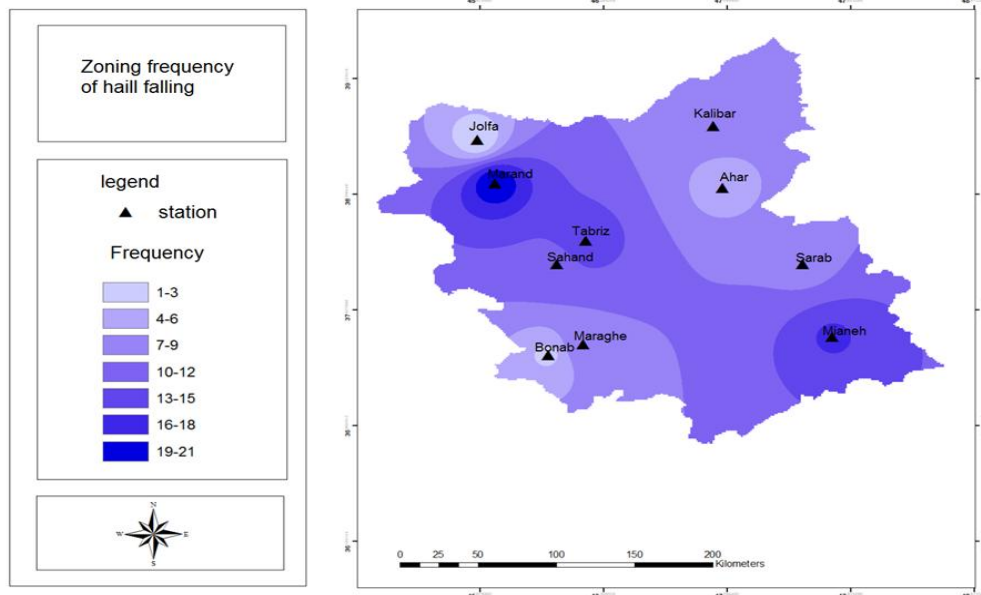 Zoning frequency
of haill falling
legend
station
Frequency
1-3
4-6
7-9
10-12
13-15
16-18
19-21
N
W E
S
Jolfa
Kalibar
Marand
Ahar
Tabriz
Sahand
Sarab
Mianeh
Maraghe
Bonab
0 25 50 100 150 200
Kilometers